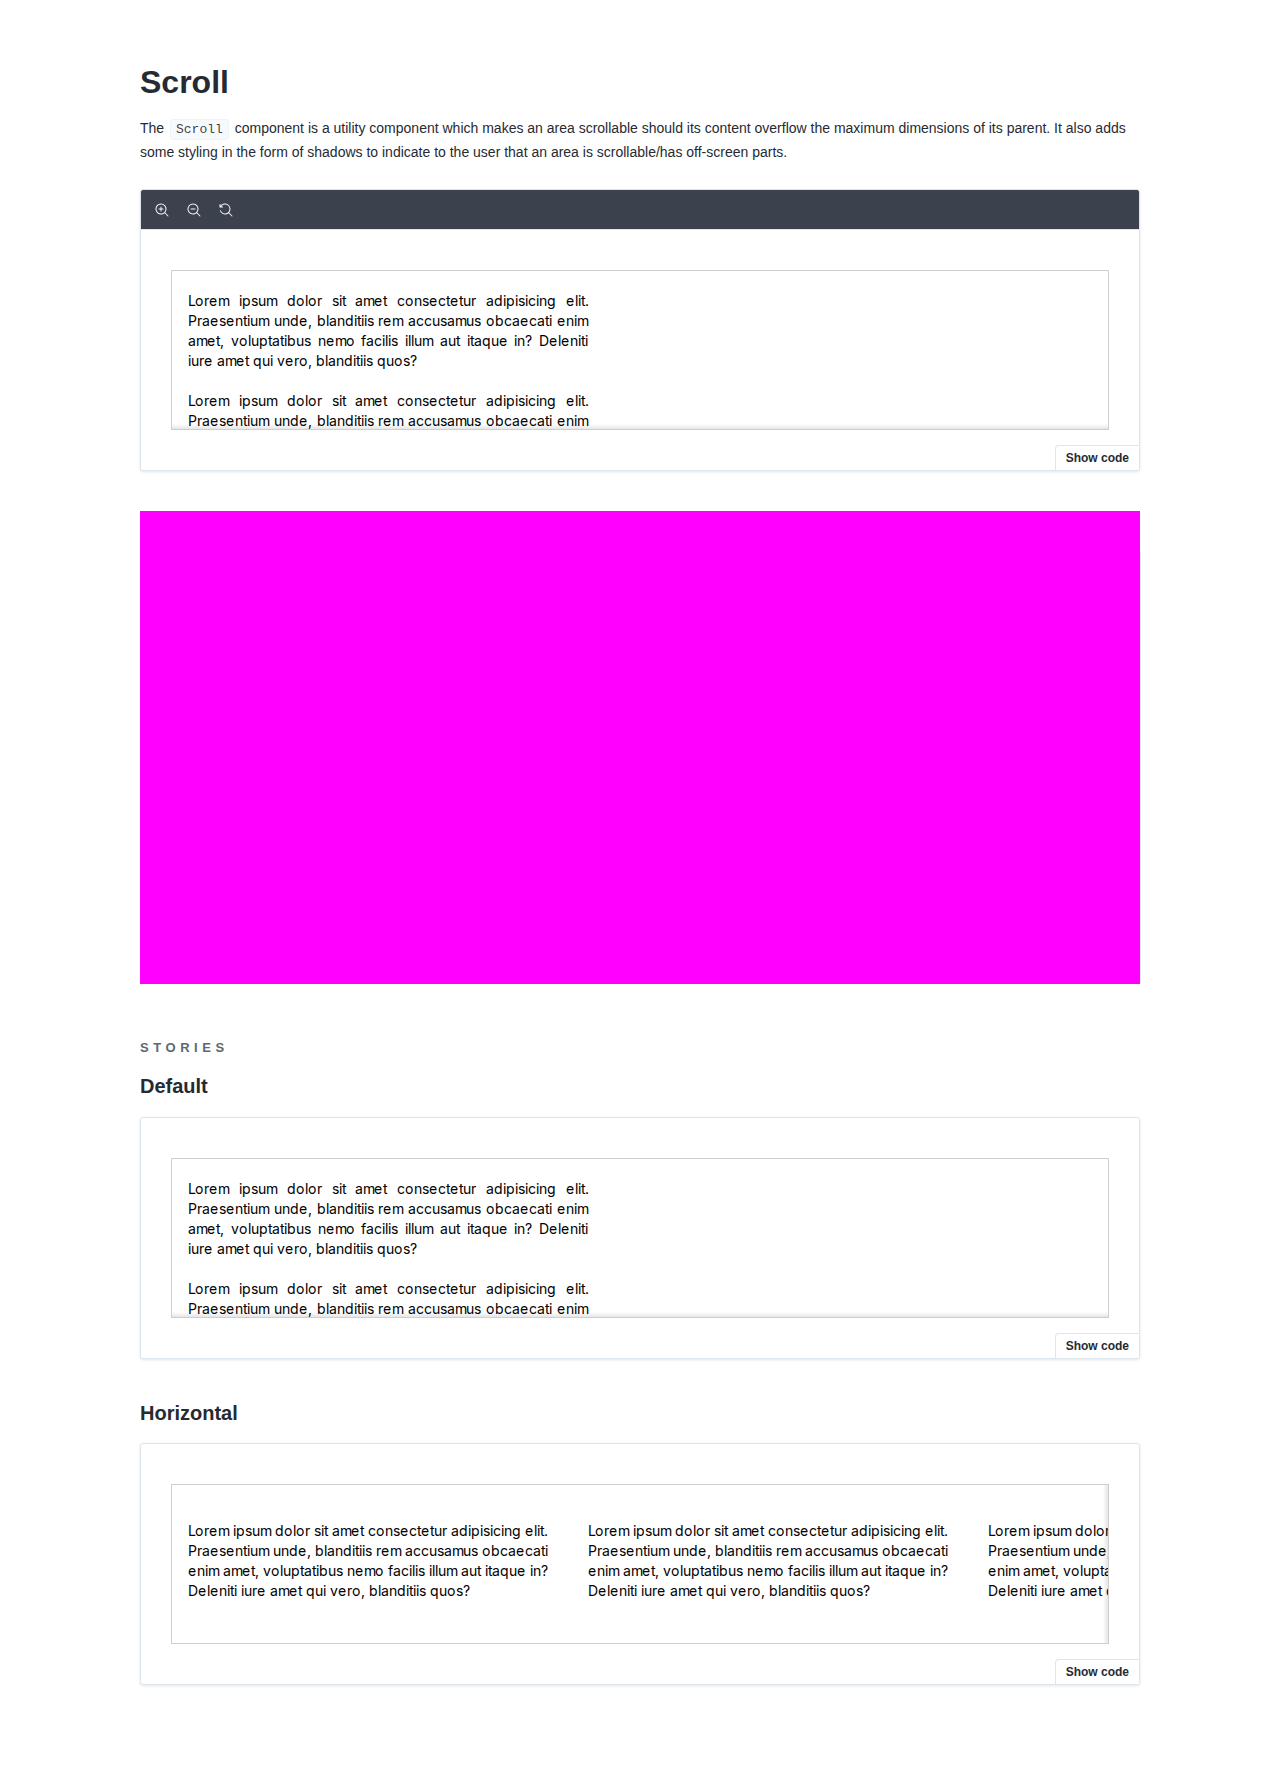 Scroll
The Scroll component is a utility component which makes an area scrollable should its content overflow the maximum dimensions of its parent. It also adds
some styling in the form of shadows to indicate to the user that an area is scrollable/has off-screen parts.
Lorem ipsum dolor sit amet consectetur adipisicing elit.
Praesentium unde, blanditiis rem accusamus obcaecati enim
amet, voluptatibus nemo facilis illum aut itaque in? Deleniti
iure amet qui vero, blanditiis quos?
Lorem ipsum dolor sit amet consectetur adipisicing elit.
Praesentium unde, blanditiis rem accusamus obcaecati enim
Show code
STORIES
Default
Lorem ipsum dolor sit amet consectetur adipisicing elit.
Praesentium unde, blanditiis rem accusamus obcaecati enim
amet, voluptatibus nemo facilis illum aut itaque in? Deleniti
iure amet qui vero, blanditiis quos?
Lorem ipsum dolor sit amet consectetur adipisicing elit.
Praesentium unde, blanditiis rem accusamus obcaecati enim
Show code
Horizontal
Lorem ipsum dolor sit amet consectetur adipisicing elit.
Praesentium unde, blanditiis rem accusamus obcaecati
enim amet, voluptatibus nemo facilis illum aut itaque in?
Deleniti iure amet qui vero, blanditiis quos?
Lorem ipsum dolor sit amet consectetur adipisicing elit.
Praesentium unde, blanditiis rem accusamus obcaecati
enim amet, voluptatibus nemo facilis illum aut itaque in?
Deleniti iure amet qui vero, blanditiis quos?
Lorem ipsum dolor
Praesentium unde,
enim amet, volupta
Deleniti iure amet
Show code